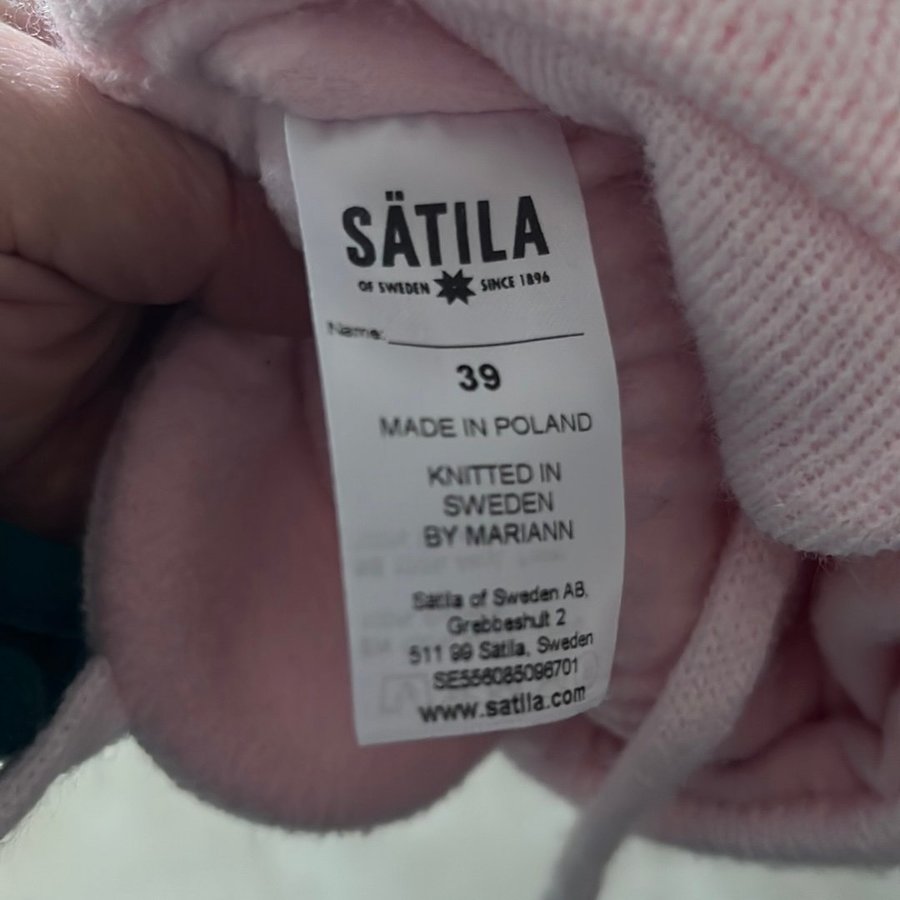 SÄTILA
OF SWEDEN SINCE 1896
Name:
39
MADE IN POLAND
KNITTED IN
SWEDEN
BY MARIANN
Sätila of Sweden AB,
Grebbeshult 2
511 99 Sätila, Sweden
SE556085096701
www.satila.com